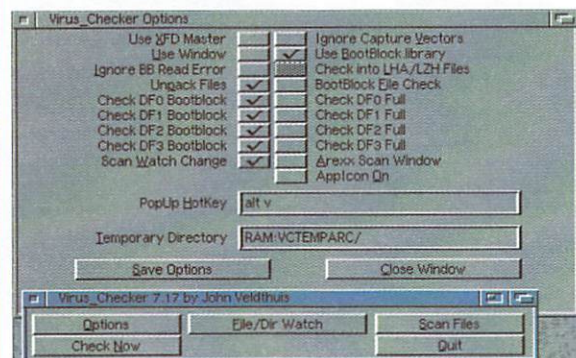 Virus_Checker Options
Use XFD Master
Ignore Capture Vectors
Use Window
Use BootBlock.library
Ignore BB Read Error
Check into LHA/LZH Files
Unpack Files
BootBlock File Check
Check DF0 Bootblock
Check DF0 Full
Check DF1 Bootblock
Check DF1 Full
Check DF2 Bootblock
Check DF2 Full
Check DF3 Bootblock
Check DF3 Full
Scan Watch Change
Arexx Scan Window
AppIcon On
PopUp HotKey alt v
Temporary Directory RAM:VCTEMPARC/
Save Options
Close Window
Virus_Checker 7.17 by John Veldthuis
Options
File/Dir Watch
Scan Files
Check Now
Quit